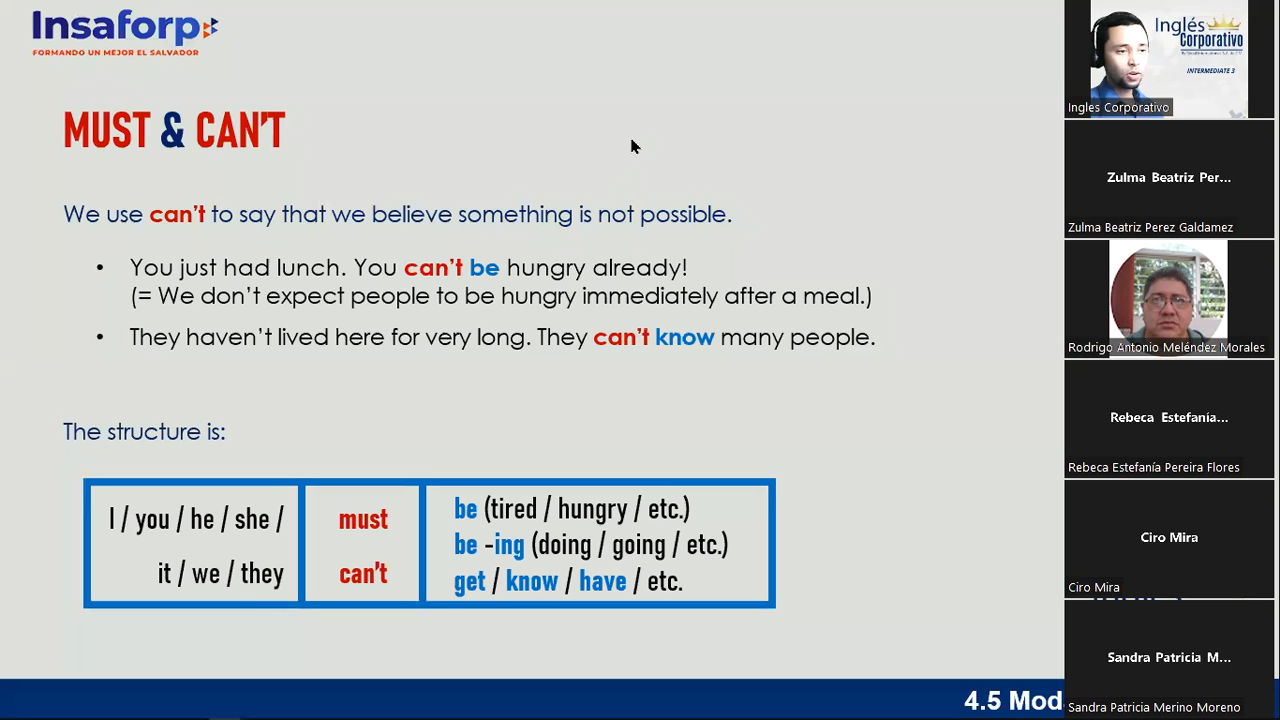 Insaforp
FORMANDO UN MEJOR EL SALVADOR
MUST & CAN'T
We use can't to say that we believe something is not possible.
• You just had lunch. You can't be hungry already!
(= We don't expect people to be hungry immediately after a meal.)
• They haven't lived here for very long. They can't know many people.
The structure is:
I / you / he / she /
it / we / they
must
can't
be (tired / hungry / etc.)
be -ing (doing / going / etc.)
get / know / have / etc.
4.5 Mod
Inglés
Corporativo
INTERMEDIATE 3
Ingles Corporativo
Zulma Beatriz Per...
Zulma Beatriz Perez Galdamez
Rodrigo Antonio Meléndez Morales
Rebeca Estefanía...
Rebeca Estefanía Pereira Flores
Ciro Mira
Ciro Mira
Sandra Patricia M...
Sandra Patricia Merino Moreno